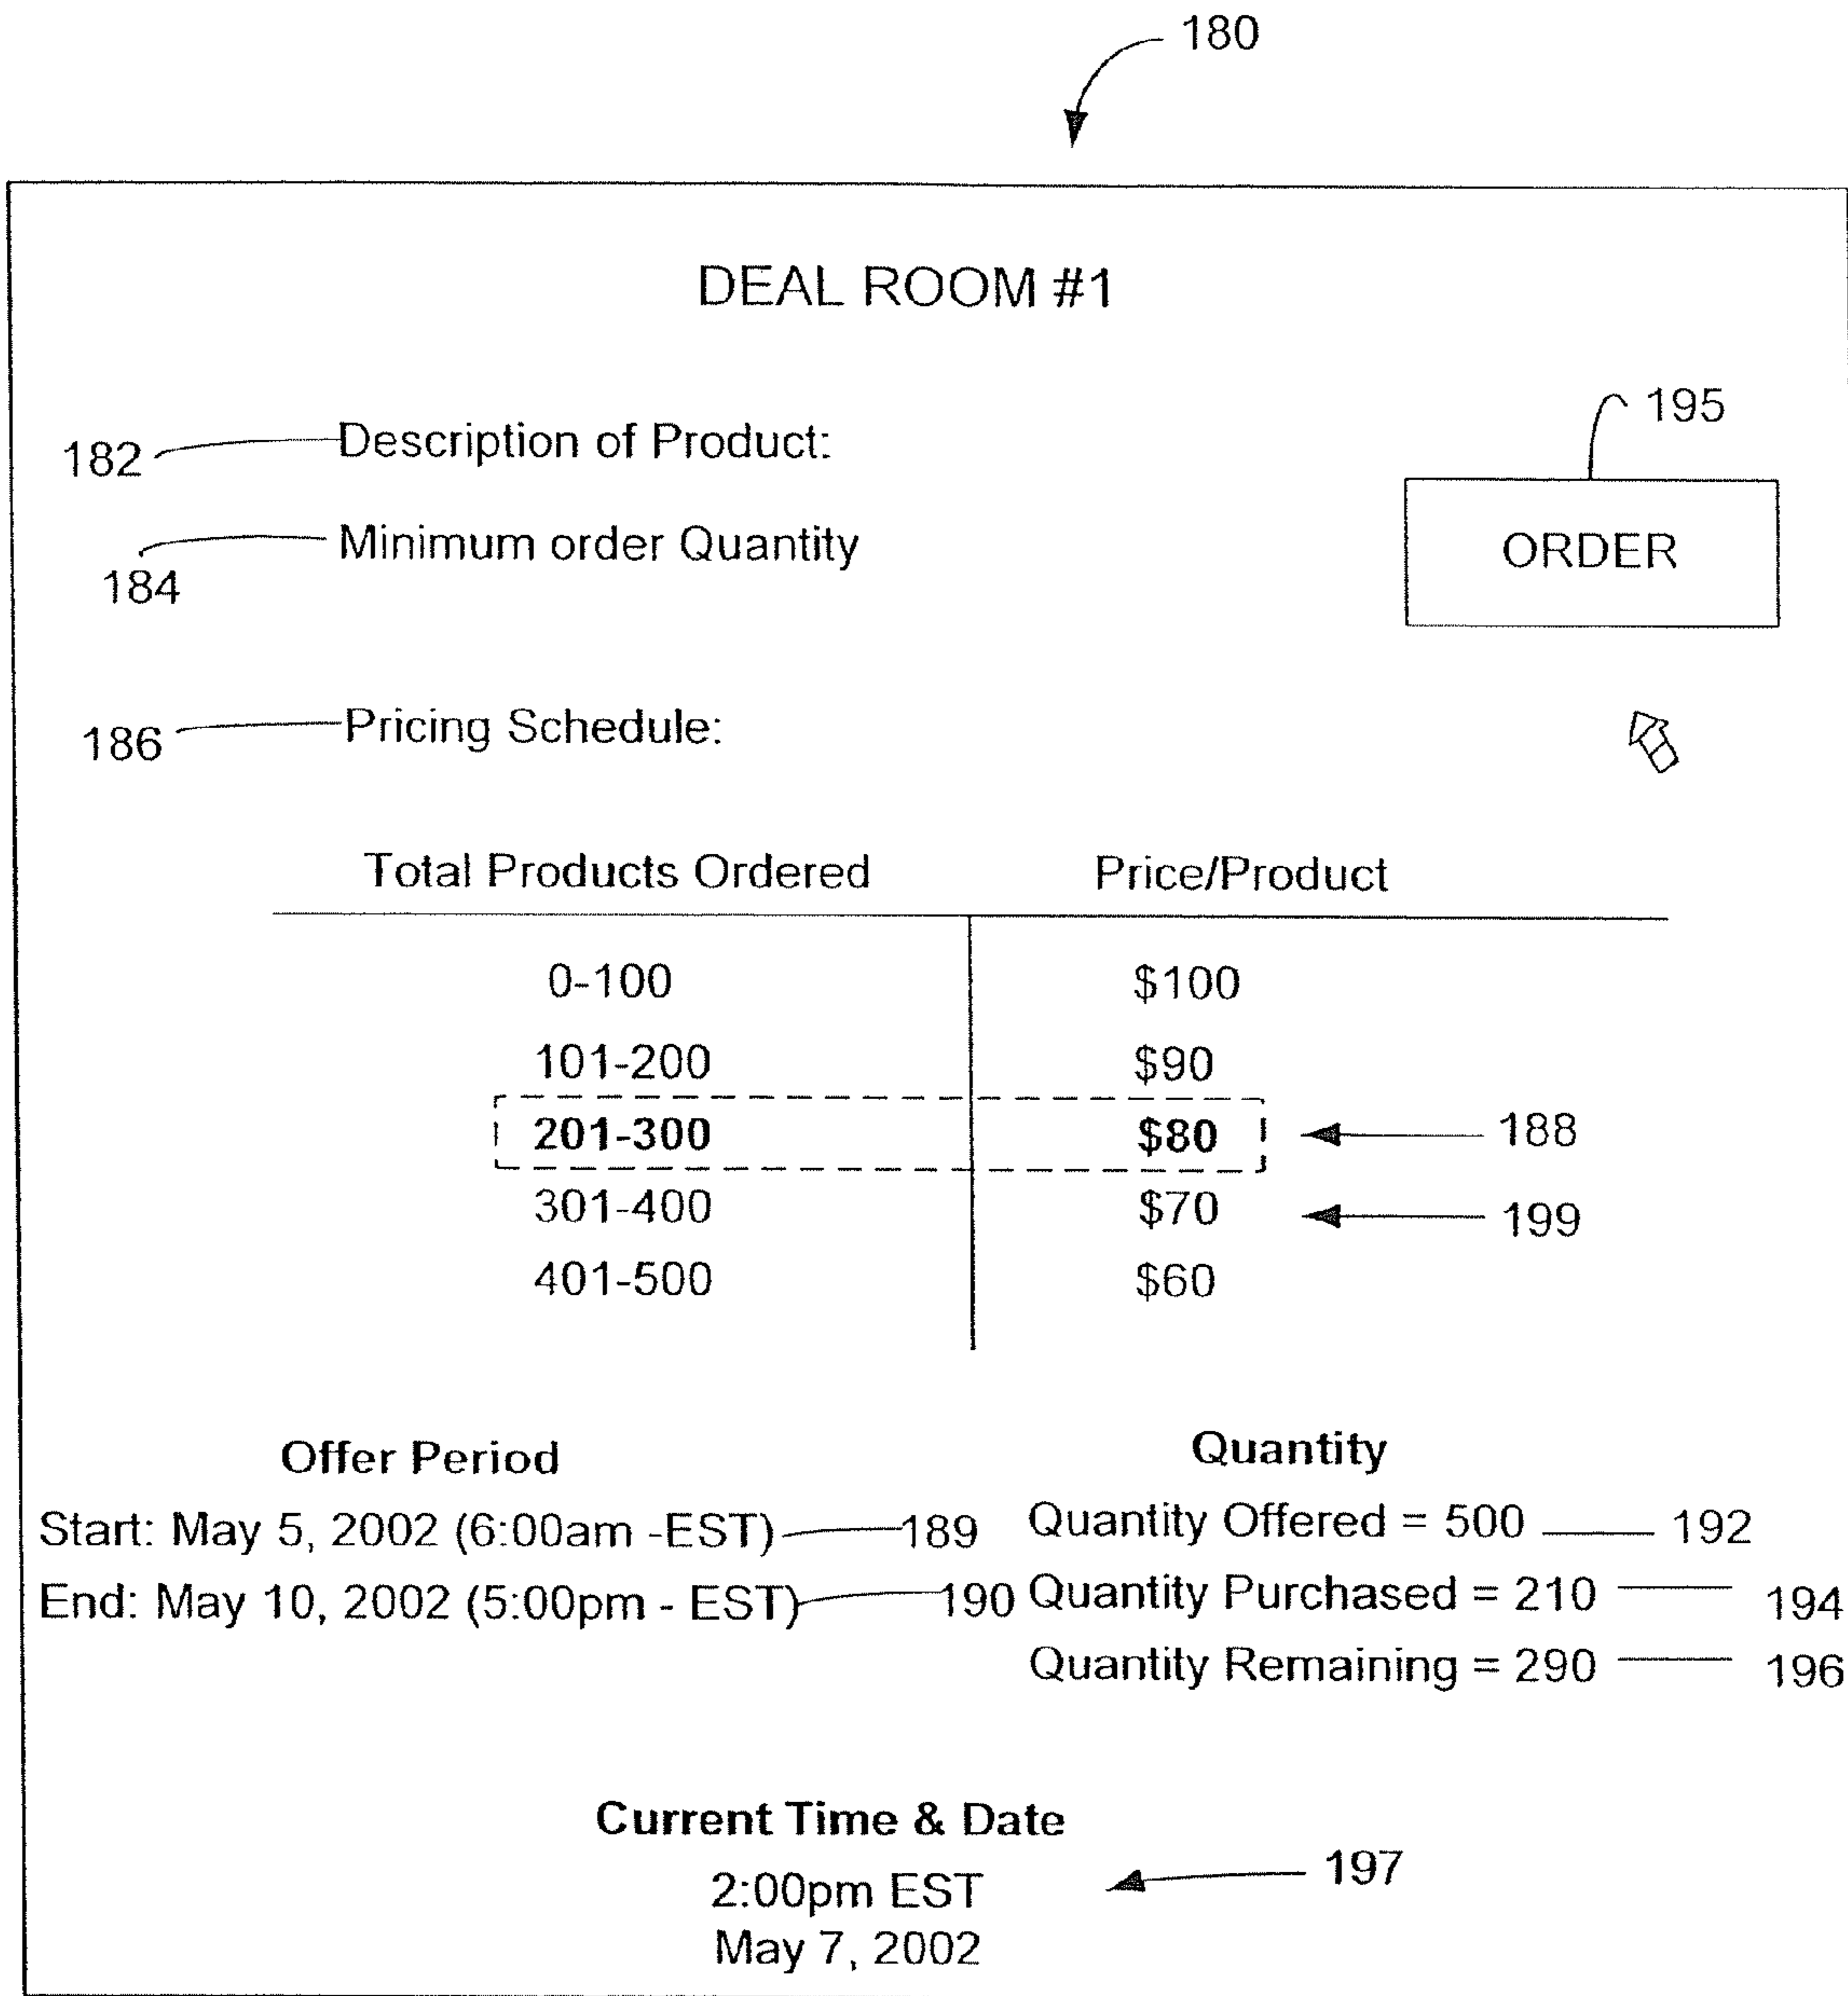 180
DEAL ROOM #1
195
182 Description of Product:
184 Minimum order Quantity
ORDER
186 Pricing Schedule:
Total Products Ordered Price/Product
0-100 $100
101-200 $90
201-300 $80 188
301-400 $70 199
401-500 $60
Offer Period
Start: May 5, 2002 (6:00am -EST) 189
End: May 10, 2002 (5:00pm - EST) 190
Quantity
Quantity Offered = 500 192
Quantity Purchased = 210 194
Quantity Remaining = 290 196
Current Time & Date
2:00pm EST 197
May 7, 2002